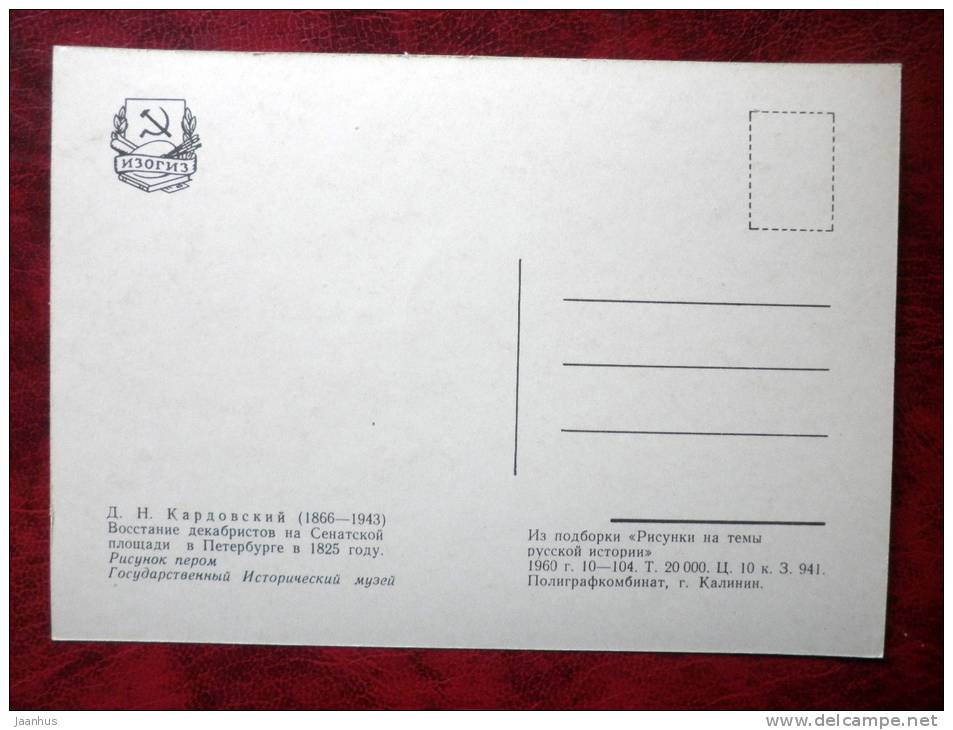 ИЗОГИЗ
Д. Н. Кардовский (1866—1943)
Восстание декабристов на Сенатской
площади в Петербурге в 1825 году.
Рисунок пером
Государственный Исторический музей
Из подборки «Рисунки на темы
русской истории»
1960 г. 10—104. Т. 20 000. Ц. 10 к. З. 941.
Полиграфкомбинат, г. Калинин.
Jaanhus
www.delcampe.net